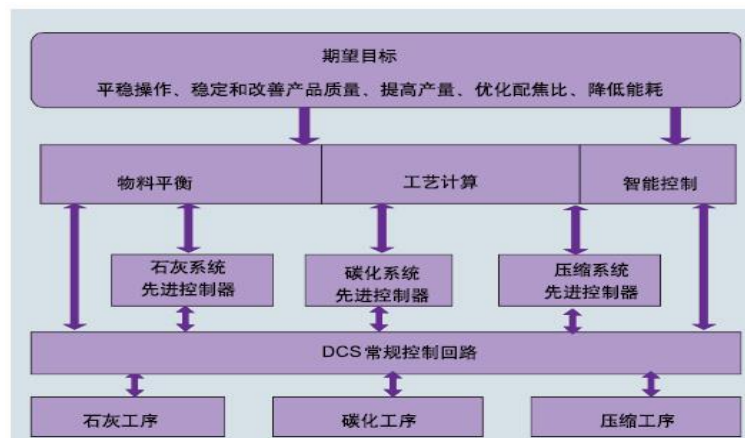 期望目标
平稳操作、稳定和改善产品质量、提高产量、优化配焦比、降低能耗
物料平衡
工艺计算
智能控制
石灰系统
先进控制器
碳化系统
先进控制器
压缩系统
先进控制器
DCS常规控制回路
石灰工序
碳化工序
压缩工序